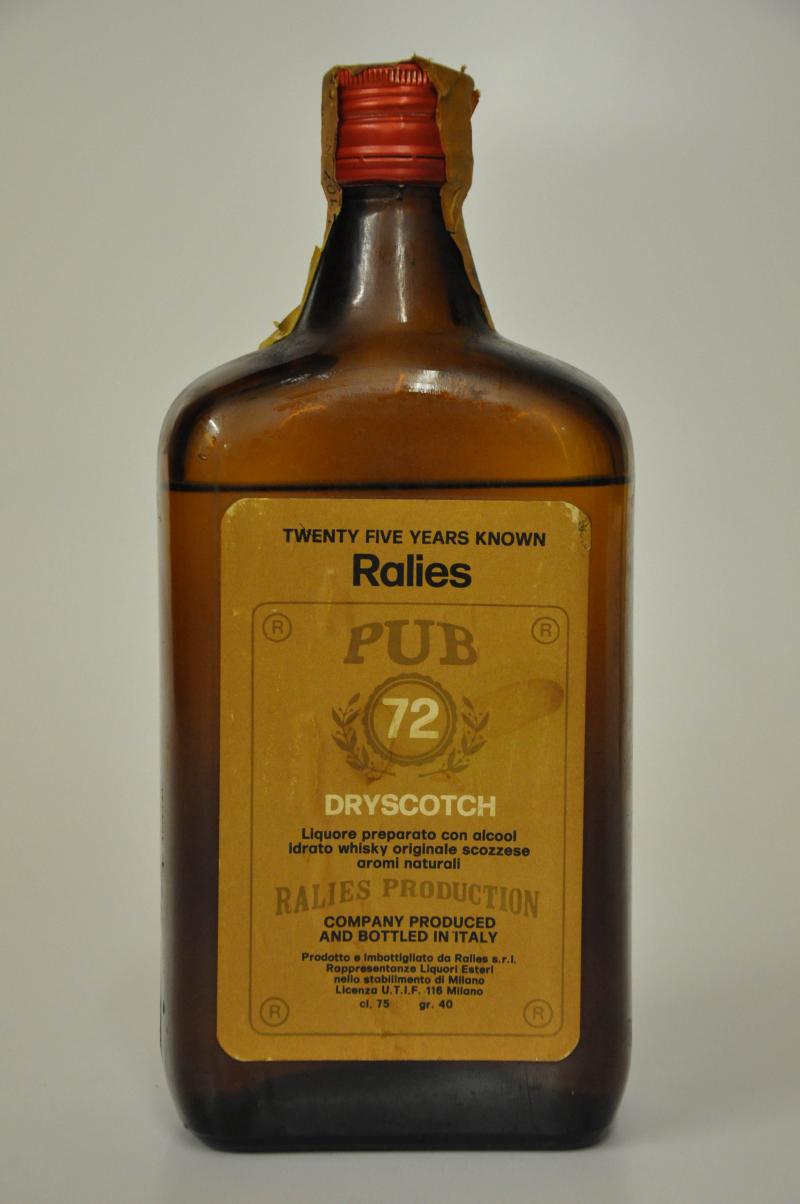 TWENTY FIVE YEARS KNOWN
Ralies
R R
PUB
72
DRYSCOTCH
Liquore preparato con alcool
idrato whisky originale scozzese
aromi naturali
RALIES PRODUCTION
COMPANY PRODUCED
AND BOTTLED IN ITALY
Prodotto e imbottigliato da Ralies s.r.l.
Rappresentanze Liquori Esteri
nello stabilimento di Milano
Licenza U.T.I.F. 116 Milano
cl. 75 gr. 40
R R